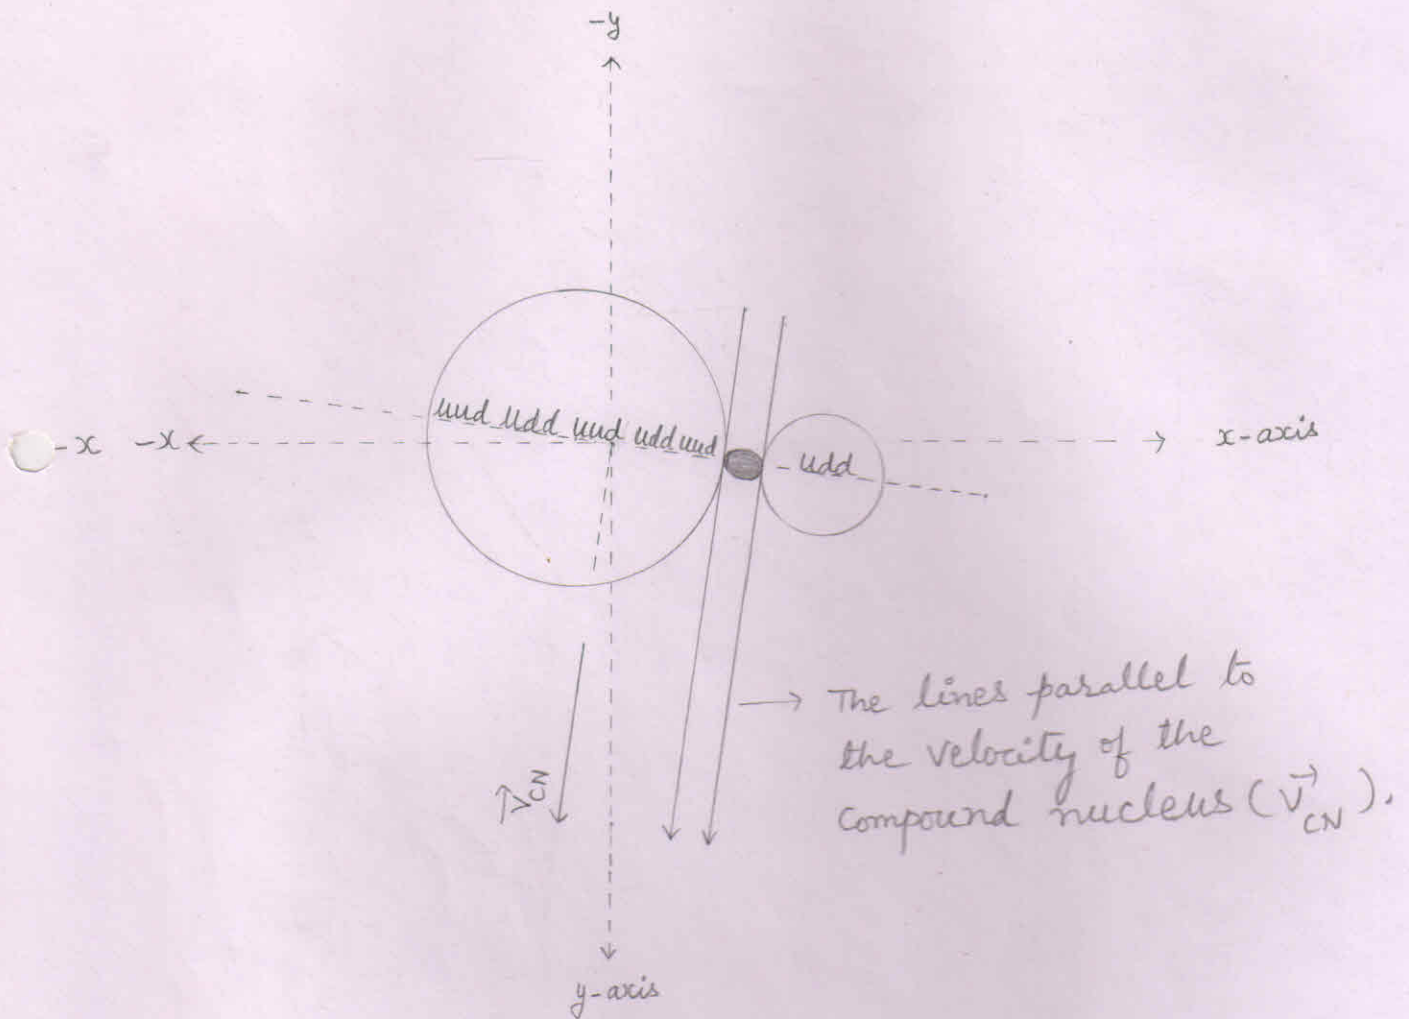 -y
uud udd uud udd uud
-x -x
x-axis
udd
The lines parallel to
the velocity of the
compound nucleus (V⃗CN).
V⃗CN
y-axis